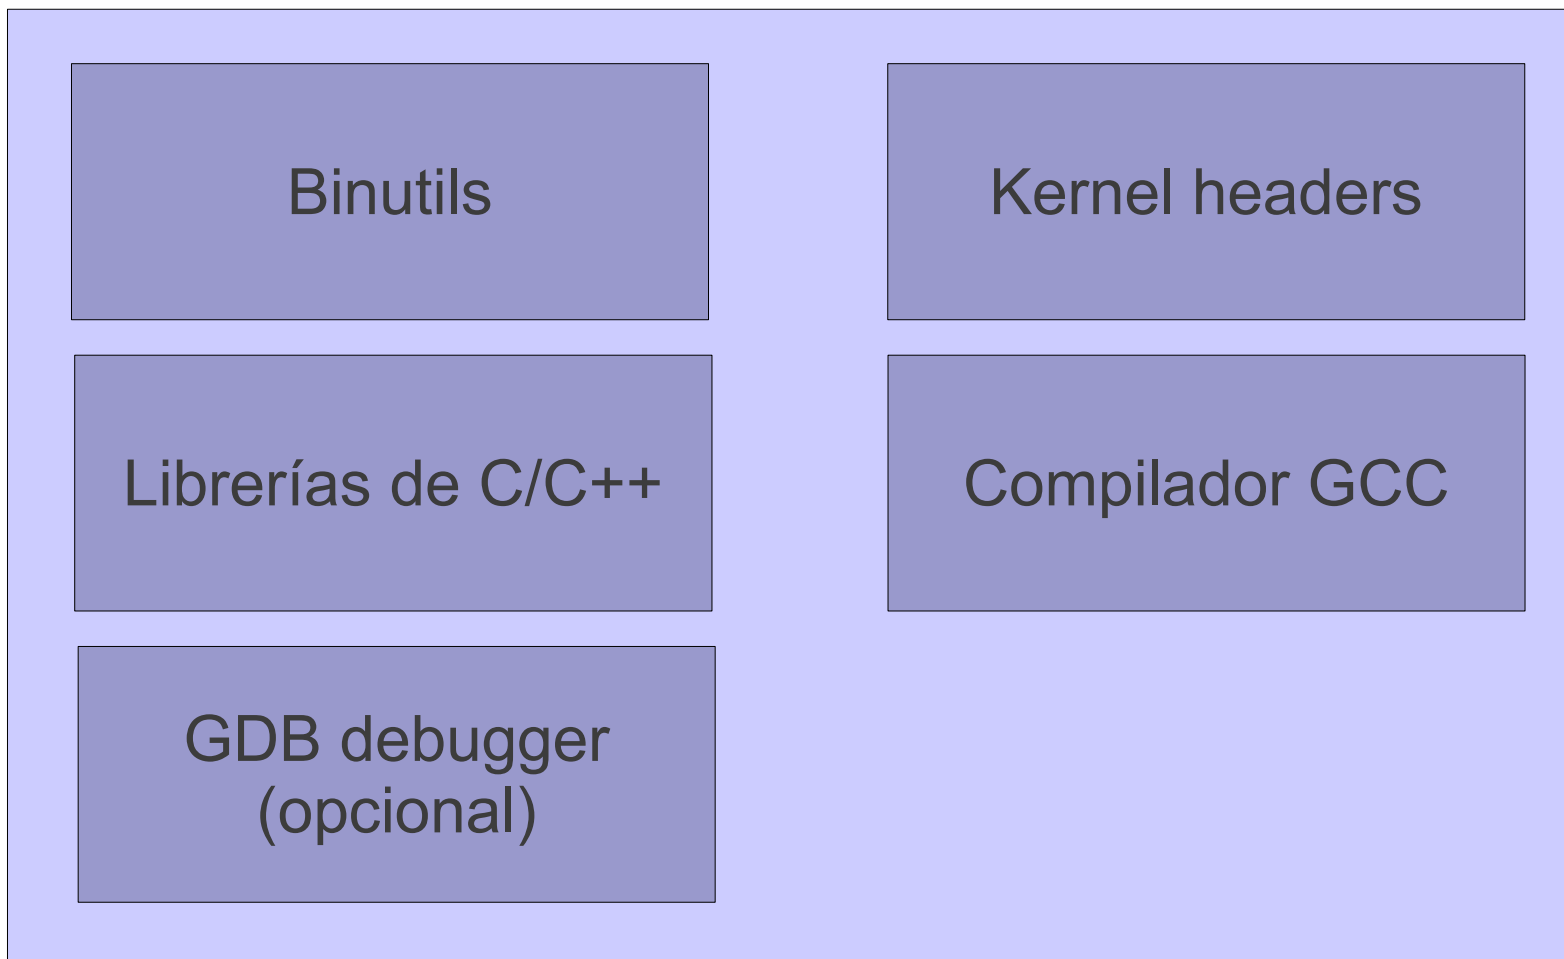 Binutils
Kernel headers
Librerías de C/C++
Compilador GCC
GDB debugger
(opcional)